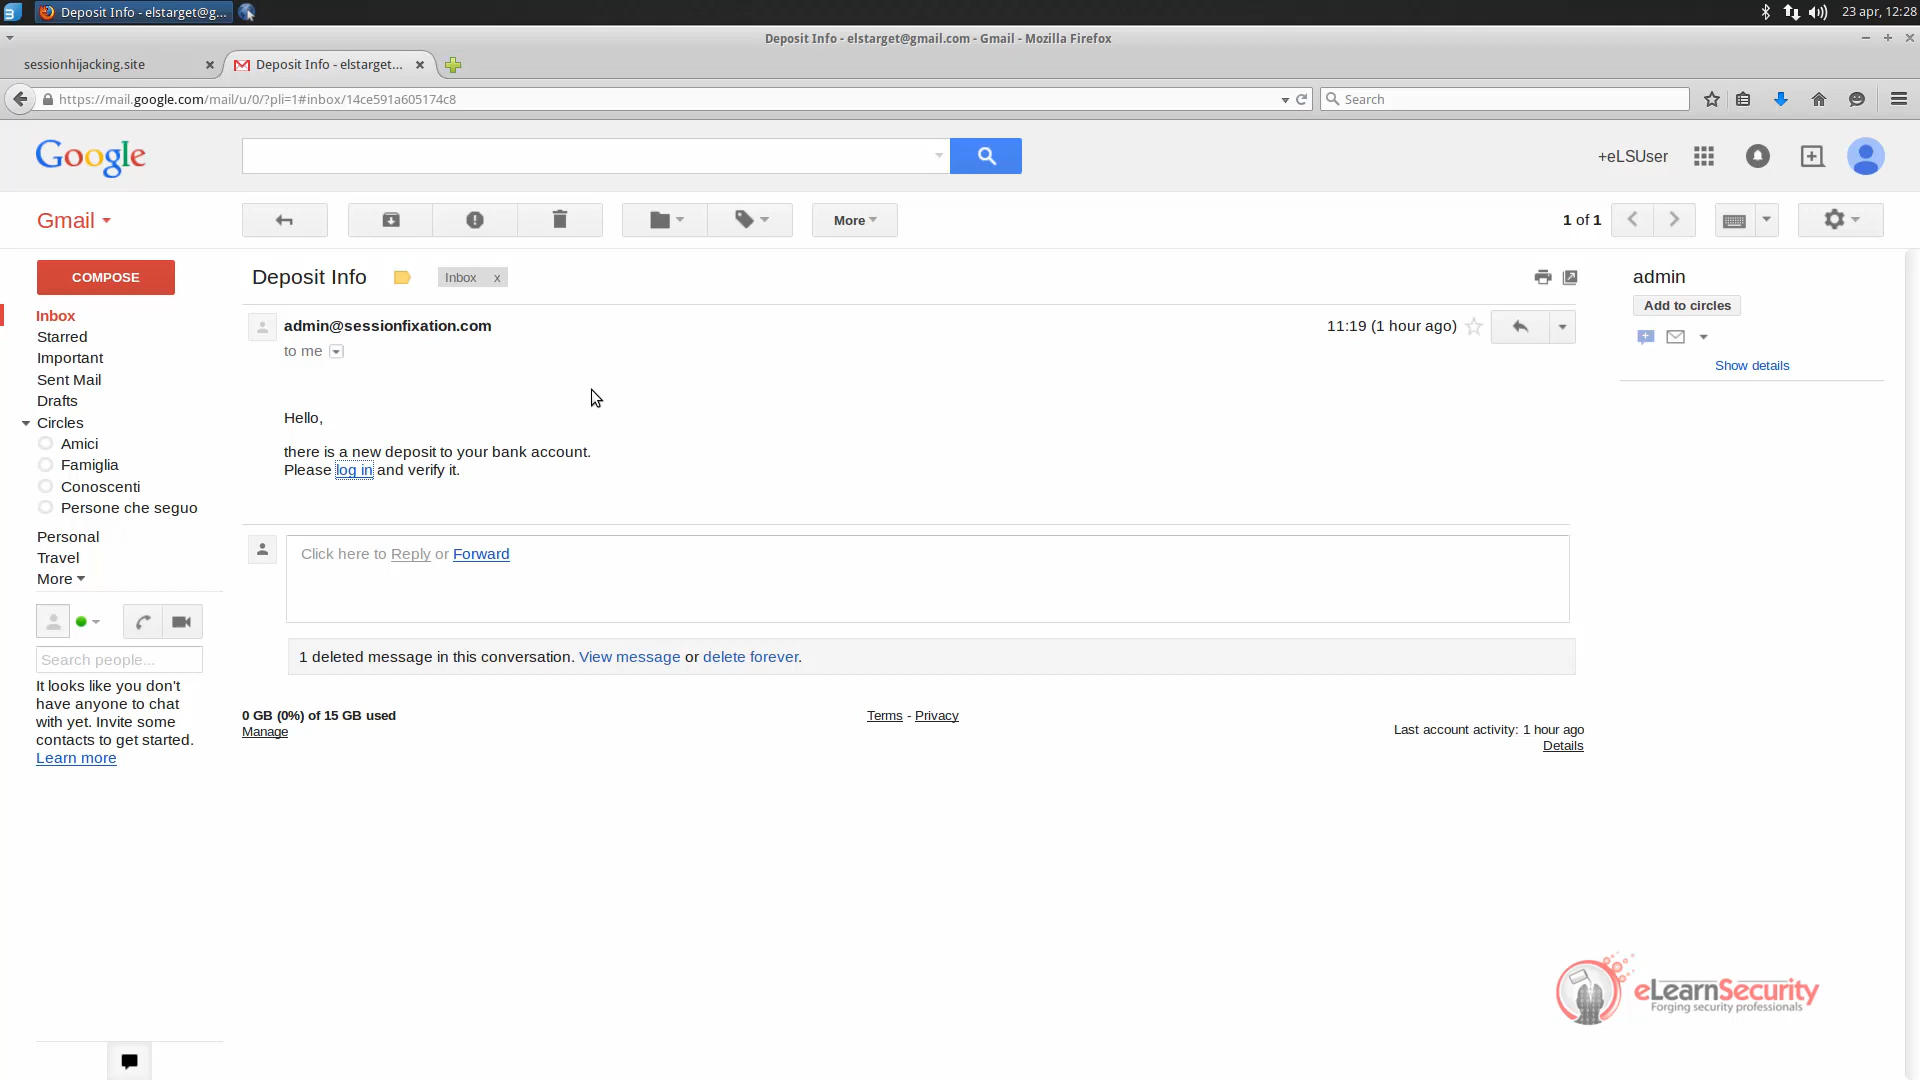 Deposit Info - elstarget@g...
23 apr, 12:28
Deposit Info - elstarget@gmail.com - Gmail - Mozilla Firefox
sessionhijacking.site
Deposit Info - elstarget...
https://mail.google.com/mail/u/0/?pli=1#inbox/14ce591a605174c8
Search
Google
+eLSUser
Gmail
More
1 of 1
COMPOSE
Inbox
Starred
Important
Sent Mail
Drafts
Circles
Amici
Famiglia
Conoscenti
Persone che seguo
Personal
Travel
More
Search people...
It looks like you don't
have anyone to chat
with yet. Invite some
contacts to get started.
Learn more
Deposit Info
Inbox x
admin@sessionfixation.com
11:19 (1 hour ago)
to me
Hello,
there is a new deposit to your bank account.
Please log in and verify it.
Click here to Reply or Forward
1 deleted message in this conversation. View message or delete forever.
0 GB (0%) of 15 GB used
Manage
Terms - Privacy
Last account activity: 1 hour ago
Details
admin
Add to circles
Show details
eLearnSecurity
Forging security professionals